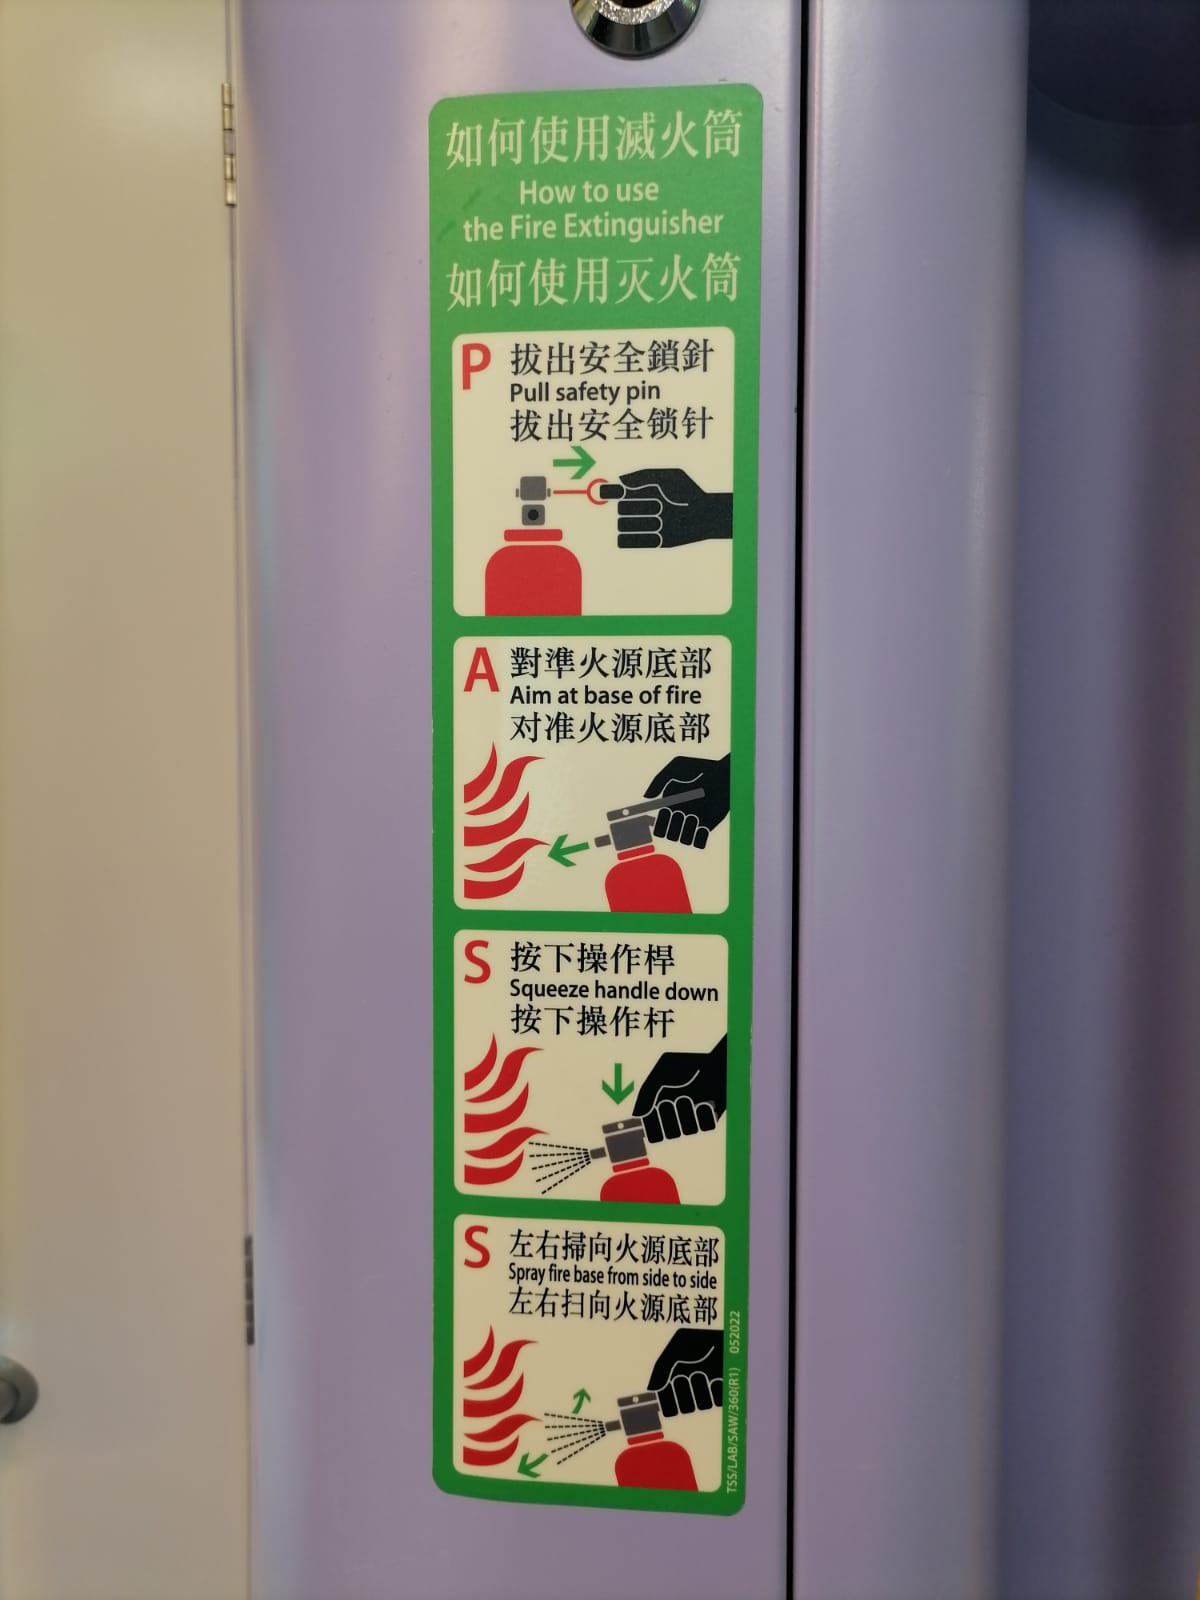 如何使用滅火筒
How to use
the Fire Extinguisher
如何使用灭火筒
P
拔出安全鎖針
Pull safety pin
拔出安全锁针
A
對準火源底部
Aim at base of fire
对准火源底部
S
按下操作桿
Squeeze handle down
按下操作杆
S
左右掃向火源底部
Spray fire base from side to side
左右扫向火源底部
TSS/LAB/SAW/360(R1) 052022